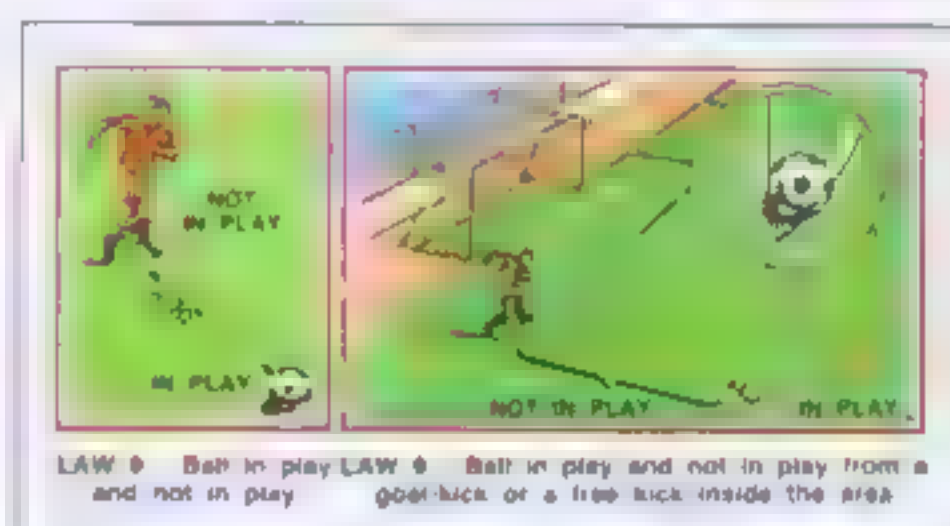 NOT
IN PLAY
IN PLAY
NOT IN PLAY
IN PLAY
LAW 9 Ball in play
and not in play
LAW 9 Ball in play and not in play from a
goal-kick or a free kick inside the area